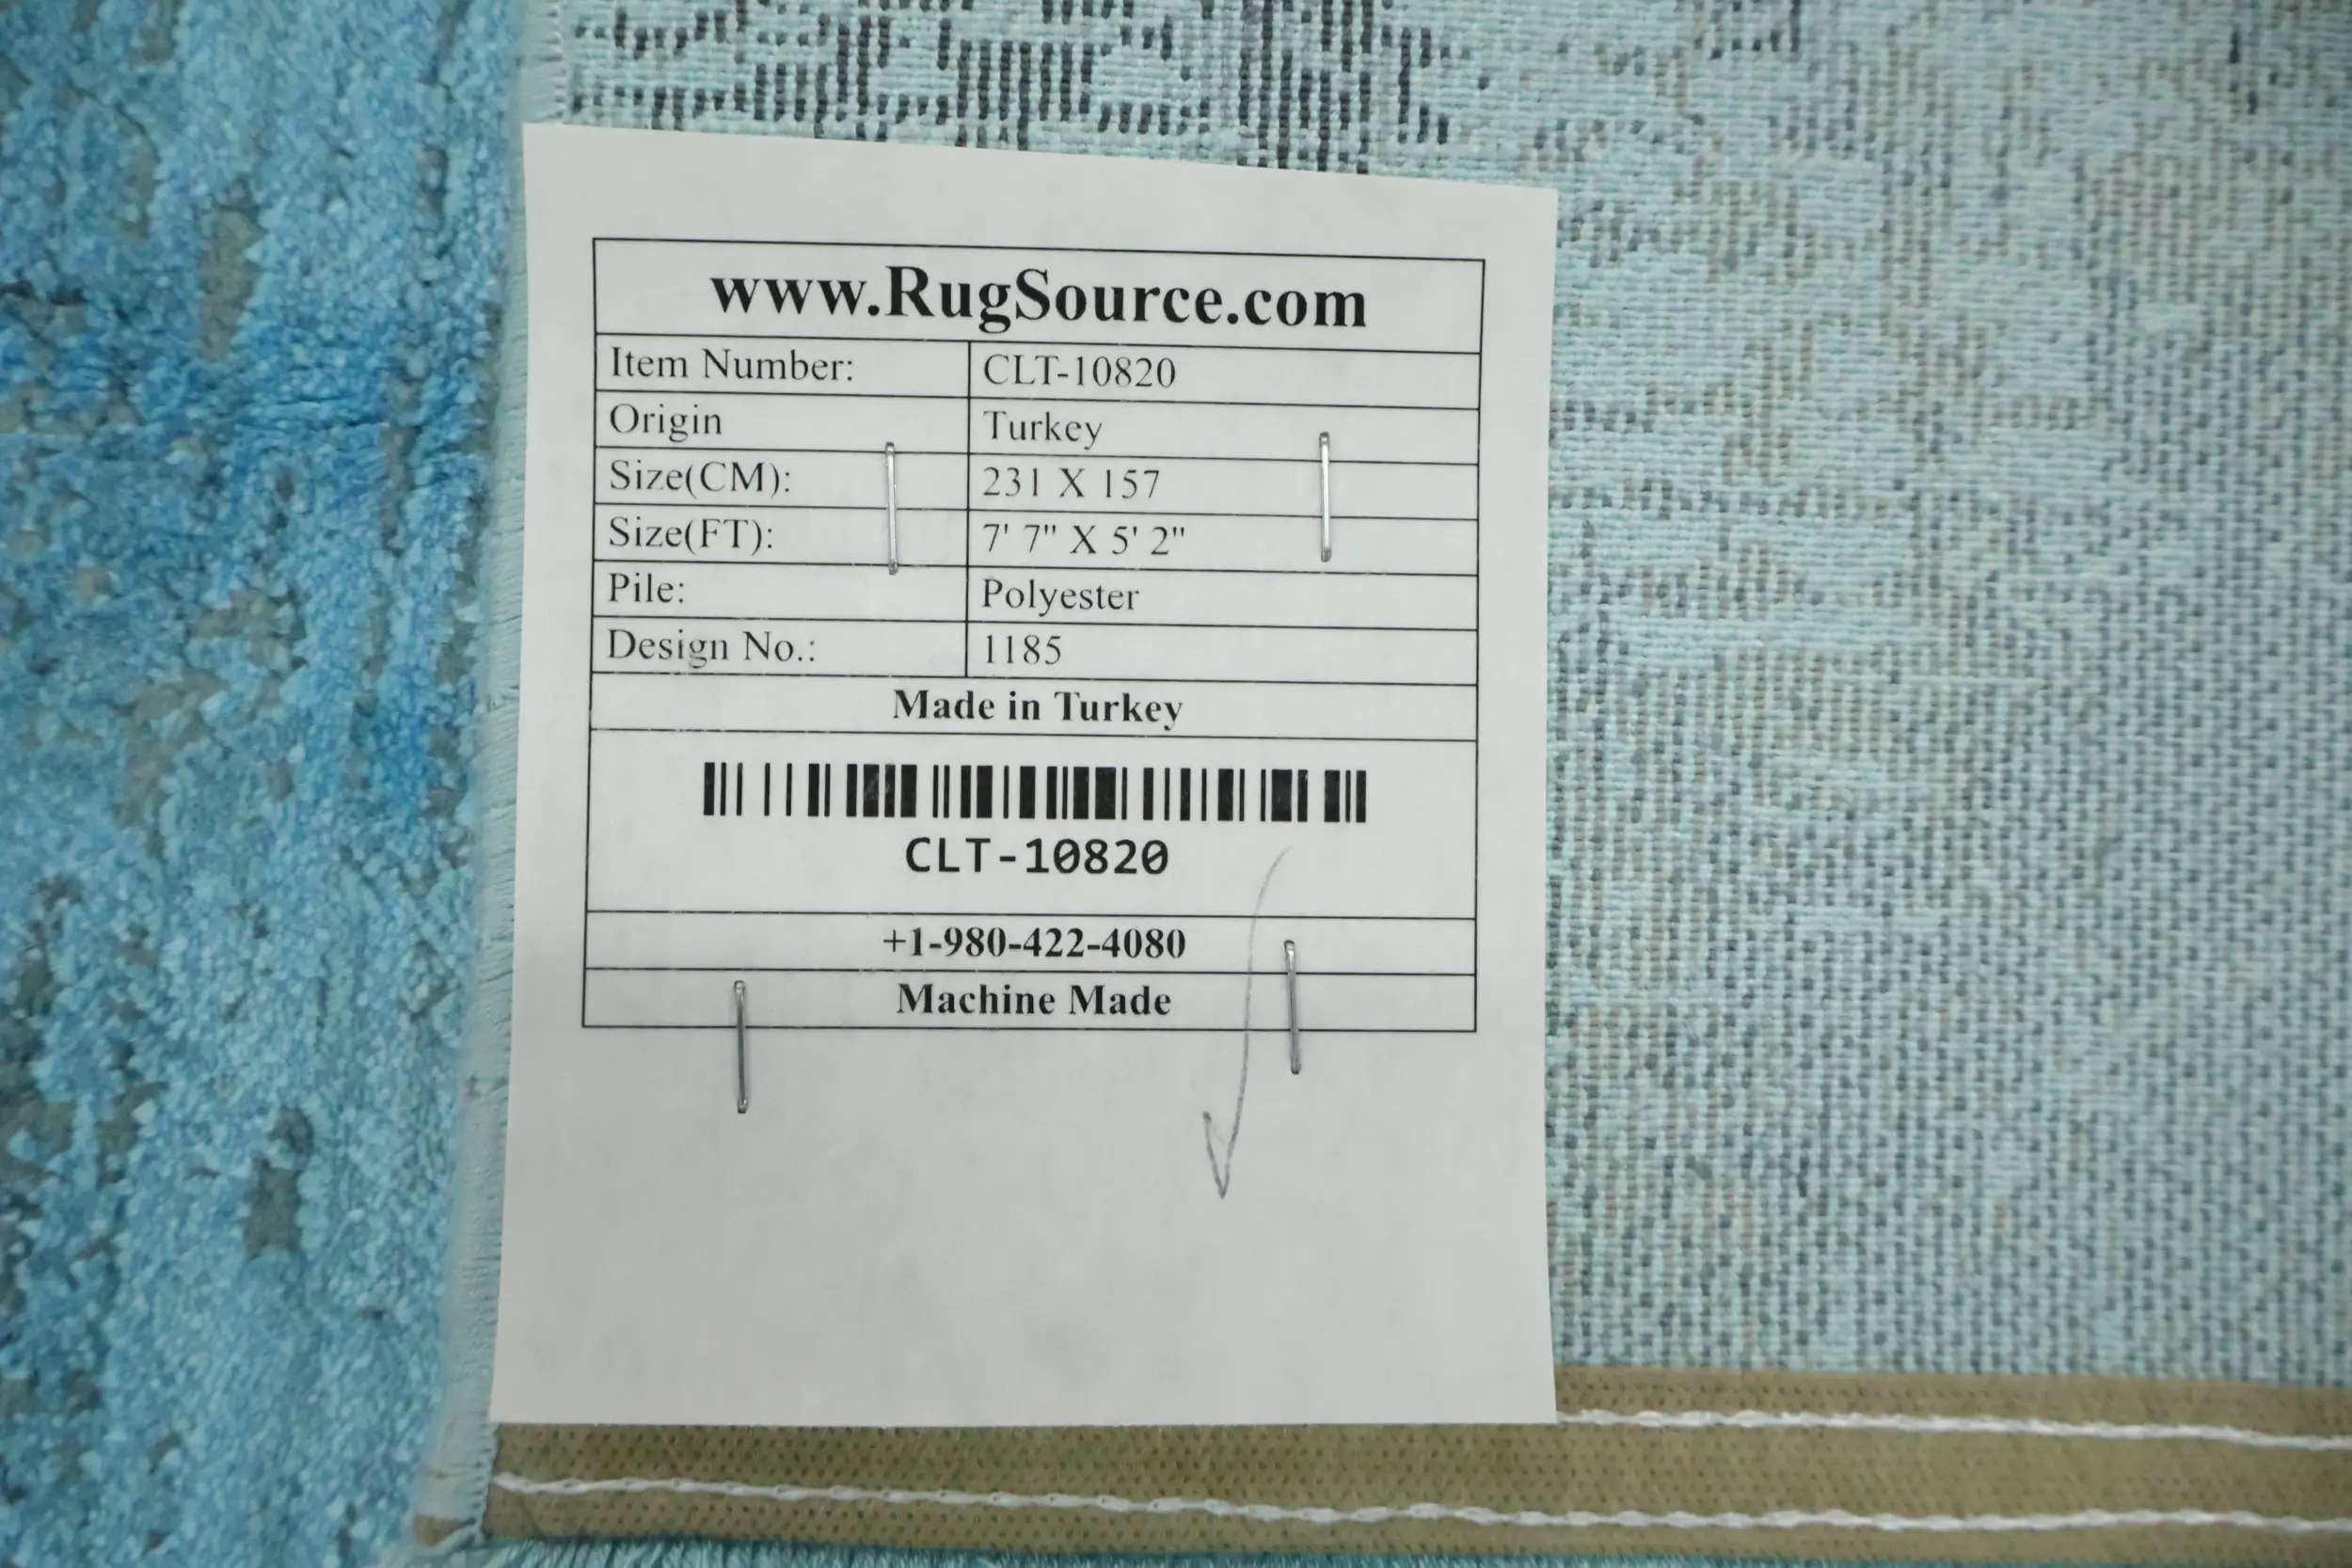 www.RugSource.com
Item Number: CLT-10820
Origin Turkey
Size(CM): 231 X 157
Size(FT): 7' 7" X 5' 2"
Pile: Polyester
Design No.: 1185
Made in Turkey
CLT-10820
+1-980-422-4080
Machine Made